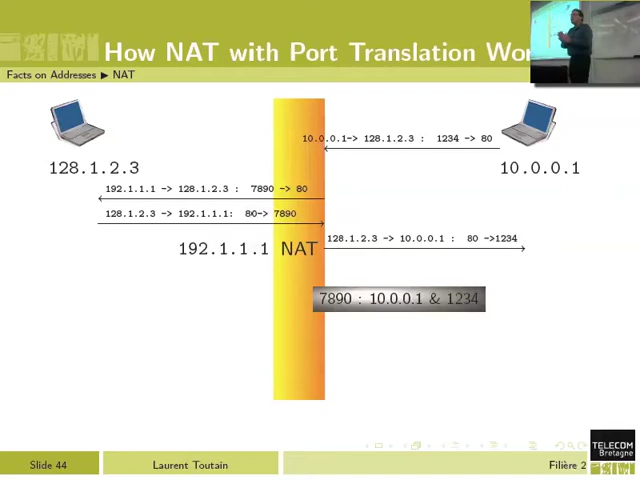 How NAT with Port Translation Wor
Facts on Addresses ▶ NAT
10.0.0.1-> 128.1.2.3 : 1234 -> 80
128.1.2.3
10.0.0.1
192.1.1.1 -> 128.1.2.3 : 7890 -> 80
128.1.2.3 -> 192.1.1.1: 80-> 7890
128.1.2.3 -> 10.0.0.1 : 80 ->1234
192.1.1.1 NAT
7890 : 10.0.0.1 & 1234
TELECOM
Bretagne
Slide 44
Laurent Toutain
Filière 2